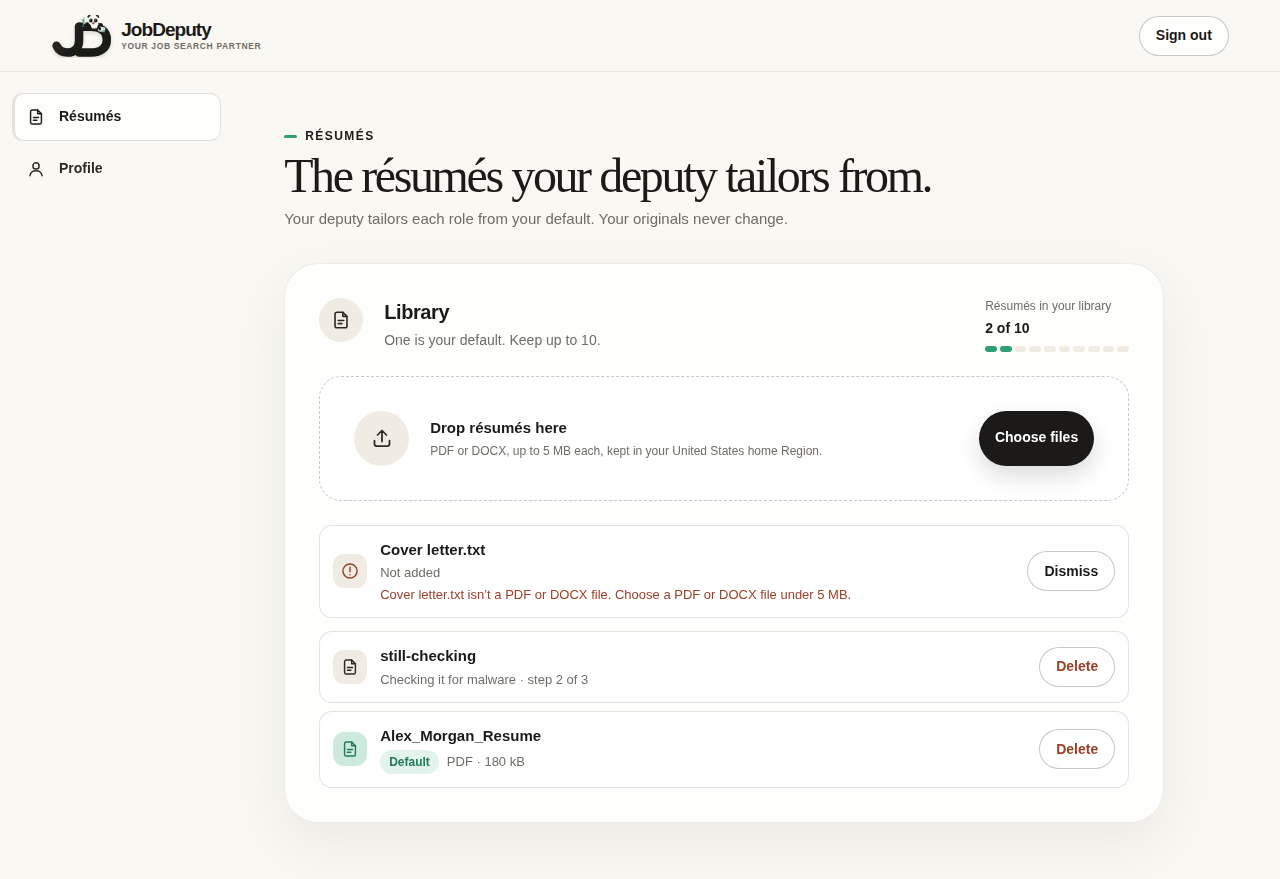 JobDeputy
YOUR JOB SEARCH PARTNER
Sign out
Résumés
Profile
RÉSUMÉS
The résumés your deputy tailors from.
Your deputy tailors each role from your default. Your originals never change.
Library
One is your default. Keep up to 10.
Résumés in your library
2 of 10
Drop résumés here
PDF or DOCX, up to 5 MB each, kept in your United States home Region.
Choose files
Cover letter.txt
Not added
Cover letter.txt isn’t a PDF or DOCX file. Choose a PDF or DOCX file under 5 MB.
Dismiss
still-checking
Checking it for malware · step 2 of 3
Delete
Alex_Morgan_Resume
Default PDF · 180 kB
Delete